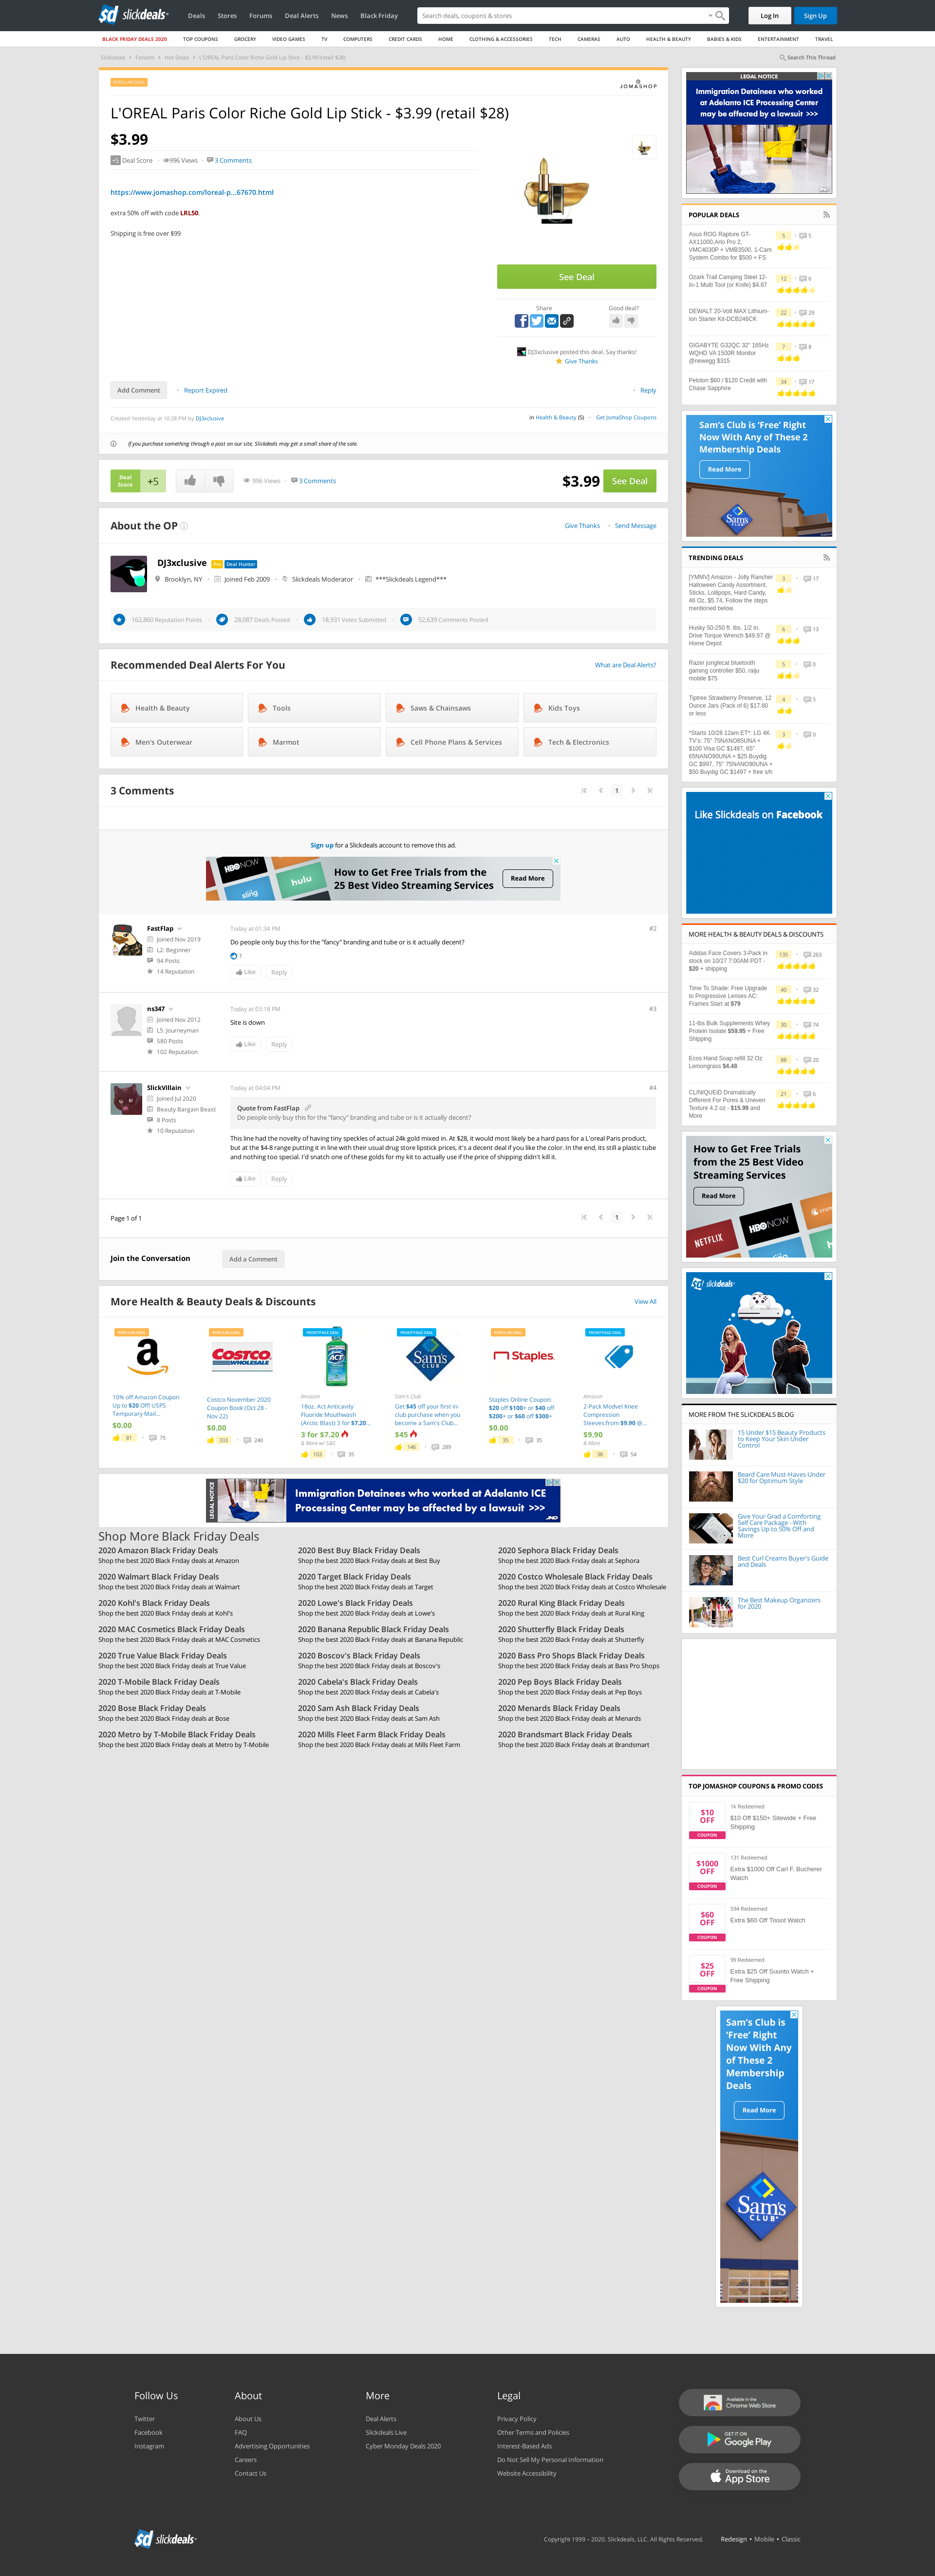 slickdeals
Deals
Stores
Forums
Deal Alerts
News
Black Friday
Search deals, coupons & stores
Log In
Sign Up
BLACK FRIDAY DEALS 2020
TOP COUPONS
GROCERY
VIDEO GAMES
TV
COMPUTERS
CREDIT CARDS
HOME
CLOTHING & ACCESSORIES
TECH
CAMERAS
AUTO
HEALTH & BEAUTY
BABIES & KIDS
ENTERTAINMENT
TRAVEL
Slickdeals
Forums
Hot Deals
L'OREAL Paris Color Riche Gold Lip Stick - $3.99 (retail $28)
Search This Thread
POPULAR DEAL
JOMASHOP
L'OREAL Paris Color Riche Gold Lip Stick - $3.99 (retail $28)
$3.99
+5 Deal Score
996 Views
3 Comments
https://www.jomashop.com/loreal-p...67670.html
extra 50% off with code LRL50.
Shipping is free over $99
See Deal
Share
Good deal?
DJ3xclusive posted this deal. Say thanks!
Give Thanks
Add Comment
Report Expired
Reply
Created Yesterday at 10:28 PM by DJ3xclusive
in Health & Beauty (5)
Get JomaShop Coupons
If you purchase something through a post on our site, Slickdeals may get a small share of the sale.
Deal Score
+5
996 Views
3 Comments
$3.99
See Deal
About the OP
Give Thanks
Send Message
DJ3xclusive
Pro
Deal Hunter
Brooklyn, NY
Joined Feb 2009
Slickdeals Moderator
***Slickdeals Legend***
162,860 Reputation Points
28,087 Deals Posted
18,931 Votes Submitted
52,639 Comments Posted
Recommended Deal Alerts For You
What are Deal Alerts?
Health & Beauty
Tools
Saws & Chainsaws
Kids Toys
Men's Outerwear
Marmot
Cell Phone Plans & Services
Tech & Electronics
3 Comments
1
Sign up for a Slickdeals account to remove this ad.
HBO NOW
hulu
How to Get Free Trials from the
25 Best Video Streaming Services
Read More
FastFlap
Joined Nov 2019
L2: Beginner
94 Posts
14 Reputation
Today at 01:34 PM
#2
Do people only buy this for the "fancy" branding and tube or is it actually decent?
1
Like
Reply
ns347
Joined Nov 2012
L5: Journeyman
580 Posts
102 Reputation
Today at 03:18 PM
#3
Site is down
Like
Reply
SlickVillain
Joined Jul 2020
Beauty Bargain Beast
8 Posts
10 Reputation
Today at 04:04 PM
#4
Quote from FastFlap
Do people only buy this for the "fancy" branding and tube or is it actually decent?
This line had the novelty of having tiny speckles of actual 24k gold mixed in. At $28, it would most likely be a hard pass for a L'oreal Paris product,
but at the $4-8 range putting it in line with their usual drug store lipstick prices, it's a decent deal if you like the color. In the end, its still a plastic tube
and nothing too special. I'd snatch one of these golds for my kit to actually use if the price of shipping didn't kill it.
Like
Reply
Page 1 of 1
1
Join the Conversation
Add a Comment
More Health & Beauty Deals & Discounts
View All
POPULAR DEAL
10% off Amazon Coupon
Up to $20 Off! USPS
Temporary Mail...
$0.00
81
75
POPULAR DEAL
COSTCO WHOLESALE
Costco November 2020
Coupon Book (Oct 28 -
Nov 22)
$0.00
333
240
FRONTPAGE DEAL
ACT
Amazon
18oz. Act Anticavity
Fluoride Mouthwash
(Arctic Blast) 3 for $7.20...
3 for $7.20
& More w/ S&S
103
35
FRONTPAGE DEAL
Sam's Club
Sam's Club
Get $45 off your first in-
club purchase when you
become a Sam's Club...
$45
146
289
POPULAR DEAL
Staples
Staples Online Coupon:
$20 off $100+ or $40 off
$200+ or $60 off $300+
$0.00
35
35
FRONTPAGE DEAL
Amazon
2-Pack Modvel Knee
Compression
Sleeves:from $9.90 @...
$9.90
& More
38
54
LEGAL NOTICE
Immigration Detainees who worked at Adelanto ICE
Processing Center may be affected by a lawsuit >>>
JND
Shop More Black Friday Deals
2020 Amazon Black Friday Deals
Shop the best 2020 Black Friday deals at Amazon
2020 Best Buy Black Friday Deals
Shop the best 2020 Black Friday deals at Best Buy
2020 Sephora Black Friday Deals
Shop the best 2020 Black Friday deals at Sephora
2020 Walmart Black Friday Deals
Shop the best 2020 Black Friday deals at Walmart
2020 Target Black Friday Deals
Shop the best 2020 Black Friday deals at Target
2020 Costco Wholesale Black Friday Deals
Shop the best 2020 Black Friday deals at Costco Wholesale
2020 Kohl's Black Friday Deals
Shop the best 2020 Black Friday deals at Kohl's
2020 Lowe's Black Friday Deals
Shop the best 2020 Black Friday deals at Lowe's
2020 Rural King Black Friday Deals
Shop the best 2020 Black Friday deals at Rural King
2020 MAC Cosmetics Black Friday Deals
Shop the best 2020 Black Friday deals at MAC Cosmetics
2020 Banana Republic Black Friday Deals
Shop the best 2020 Black Friday deals at Banana Republic
2020 Shutterfly Black Friday Deals
Shop the best 2020 Black Friday deals at Shutterfly
2020 True Value Black Friday Deals
Shop the best 2020 Black Friday deals at True Value
2020 Boscov's Black Friday Deals
Shop the best 2020 Black Friday deals at Boscov's
2020 Bass Pro Shops Black Friday Deals
Shop the best 2020 Black Friday deals at Bass Pro Shops
2020 T-Mobile Black Friday Deals
Shop the best 2020 Black Friday deals at T-Mobile
2020 Cabela's Black Friday Deals
Shop the best 2020 Black Friday deals at Cabela's
2020 Pep Boys Black Friday Deals
Shop the best 2020 Black Friday deals at Pep Boys
2020 Bose Black Friday Deals
Shop the best 2020 Black Friday deals at Bose
2020 Sam Ash Black Friday Deals
Shop the best 2020 Black Friday deals at Sam Ash
2020 Menards Black Friday Deals
Shop the best 2020 Black Friday deals at Menards
2020 Metro by T-Mobile Black Friday Deals
Shop the best 2020 Black Friday deals at Metro by T-Mobile
2020 Mills Fleet Farm Black Friday Deals
Shop the best 2020 Black Friday deals at Mills Fleet Farm
2020 Brandsmart Black Friday Deals
Shop the best 2020 Black Friday deals at Brandsmart
LEGAL NOTICE
Immigration Detainees who worked
at Adelanto ICE Processing Center
may be affected by a lawsuit >>>
JND
POPULAR DEALS
Asus ROG Rapture GT-
AX11000,Arlo Pro 2,
VMC4030P + VMB3500, 1-Cam
System Combo for $500 + FS
5
5
Ozark Trail Camping Steel 12-
In-1 Multi Tool (or Knife) $4.87
12
6
DEWALT 20-Volt MAX Lithium-
Ion Starter Kit-DCB246CK
22
29
GIGABYTE G32QC 32" 165Hz
WQHD VA 1500R Monitor
@newegg $315
7
8
Peloton $60 / $120 Credit with
Chase Sapphire
34
17
Sam's Club is 'Free' Right
Now With Any of These 2
Membership Deals
Read More
Sam's CLUB
TRENDING DEALS
[YMMV] Amazon - Jolly Rancher
Halloween Candy Assortment,
Sticks, Lollipops, Hard Candy,
46 Oz. $5.74, Follow the steps
mentioned below.
3
17
Husky 50-250 ft. lbs. 1/2 in.
Drive Torque Wrench $49.97 @
Home Depot
6
13
Razer junglecat bluetooth
gaming controller $50, raiju
mobile $75
5
0
Tiptree Strawberry Preserve, 12
Ounce Jars (Pack of 6) $17.80
or less
4
5
*Starts 10/28 12am ET*: LG 4K
TV's: 75" 75NANO85UNA +
$100 Visa GC $1497, 65"
65NANO90UNA + $25 Buydig
GC $997, 75" 75NANO90UNA +
$50 Buydig GC $1497 + free s/h
3
0
Like Slickdeals on Facebook
MORE HEALTH & BEAUTY DEALS & DISCOUNTS
Adidas Face Covers 3-Pack in
stock on 10/27 7:00AM PDT -
$20 + shipping
135
263
Time To Shade: Free Upgrade
to Progressive Lenses AC:
Frames Start at $79
40
32
11-lbs Bulk Supplements Whey
Protein Isolate $59.95 + Free
Shipping
30
74
Ecos Hand Soap refill 32 Oz
Lemongrass $4.48
88
20
CLINIQUEID Dramatically
Different For Pores & Uneven
Texture 4.2 oz - $15.99 and
More
21
6
How to Get Free Trials
from the 25 Best Video
Streaming Services
Read More
NETFLIX
HBO NOW
slickdeals
MORE FROM THE SLICKDEALS BLOG
15 Under $15 Beauty Products
to Keep Your Skin Under
Control
Beard Care Must-Haves Under
$20 for Optimum Style
Give Your Grad a Comforting
Self Care Package - With
Savings Up to 50% Off and
More
Best Curl Creams Buyer's Guide
and Deals
The Best Makeup Organizers
for 2020
TOP JOMASHOP COUPONS & PROMO CODES
$10 OFF
COUPON
1k Redeemed
$10 Off $150+ Sitewide + Free
Shipping
$1000 OFF
COUPON
131 Redeemed
Extra $1000 Off Carl F. Bucherer
Watch
$60 OFF
COUPON
594 Redeemed
Extra $60 Off Tissot Watch
$25 OFF
COUPON
99 Redeemed
Extra $25 Off Suunto Watch +
Free Shipping
Sam's Club is
'Free' Right
Now With Any
of These 2
Membership
Deals
Read More
Sam's CLUB
Follow Us
Twitter
Facebook
Instagram
About
About Us
FAQ
Advertising Opportunities
Careers
Contact Us
More
Deal Alerts
Slickdeals Live
Cyber Monday Deals 2020
Legal
Privacy Policy
Other Terms and Policies
Interest-Based Ads
Do Not Sell My Personal Information
Website Accessibility
Available in the
Chrome Web Store
GET IT ON
Google Play
Download on the
App Store
slickdeals
Copyright 1999 – 2020. Slickdeals, LLC. All Rights Reserved.
Redesign • Mobile • Classic